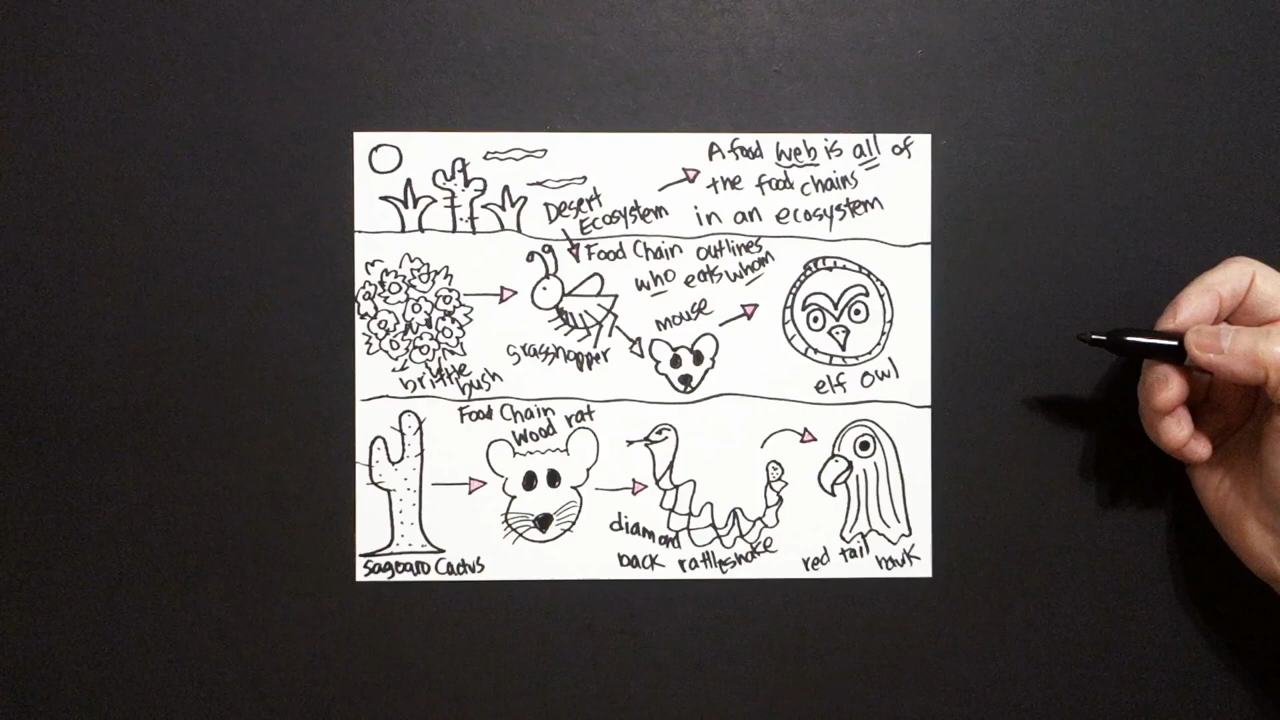 A food web is all of
the food chains
in an ecosystem
Desert
Ecosystem
Food Chain outlines
who eats whom
mouse
grasshopper
brittle
bush
elf owl
Food Chain
Wood rat
diamond
back rattlesnake
sagoaro Cactus
red tail hawk